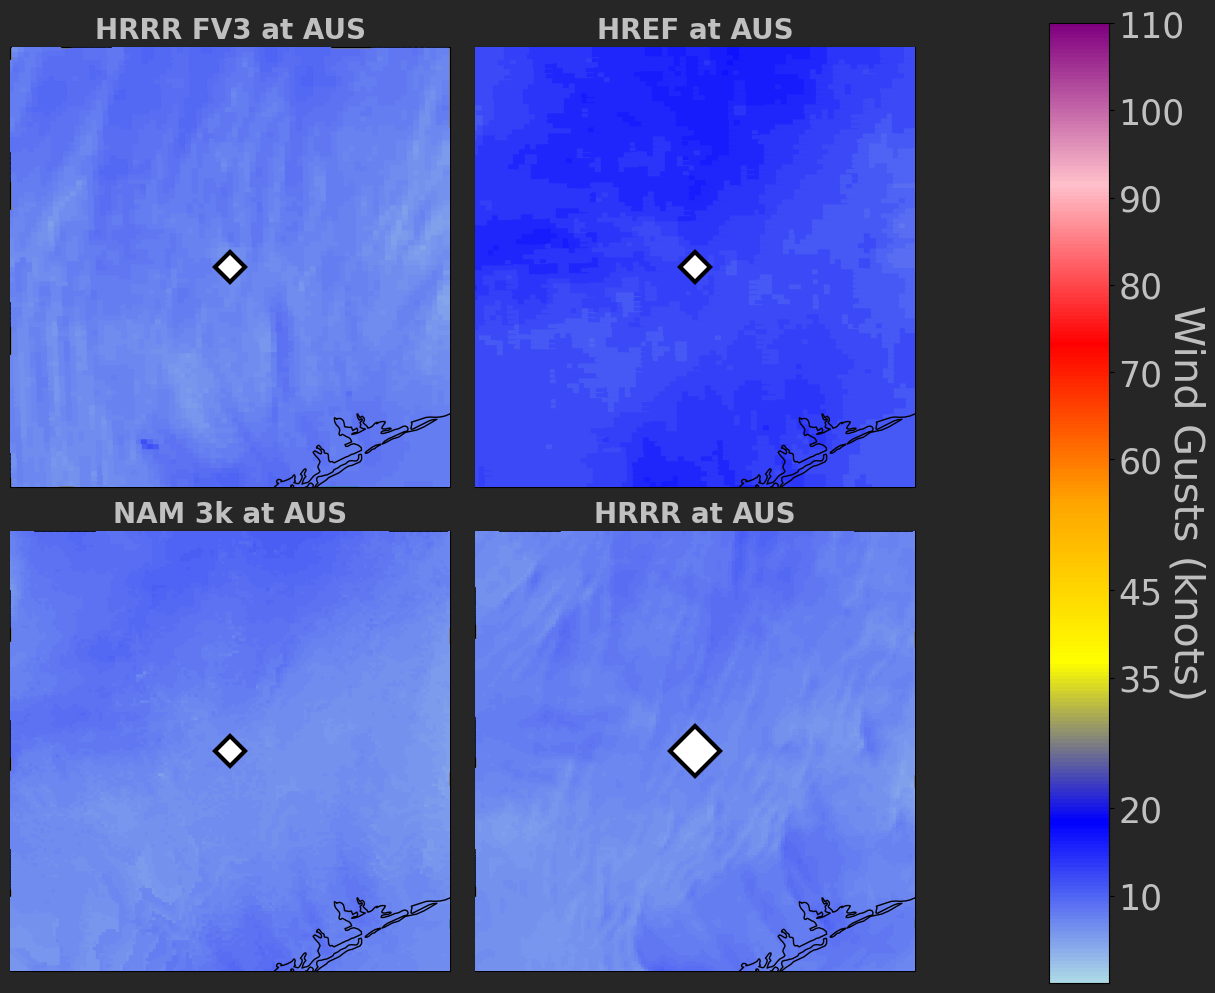 HRRR FV3 at AUS
HREF at AUS
NAM 3k at AUS
HRRR at AUS
110
100
90
80
70
60
45
35
20
10
Wind Gusts (knots)